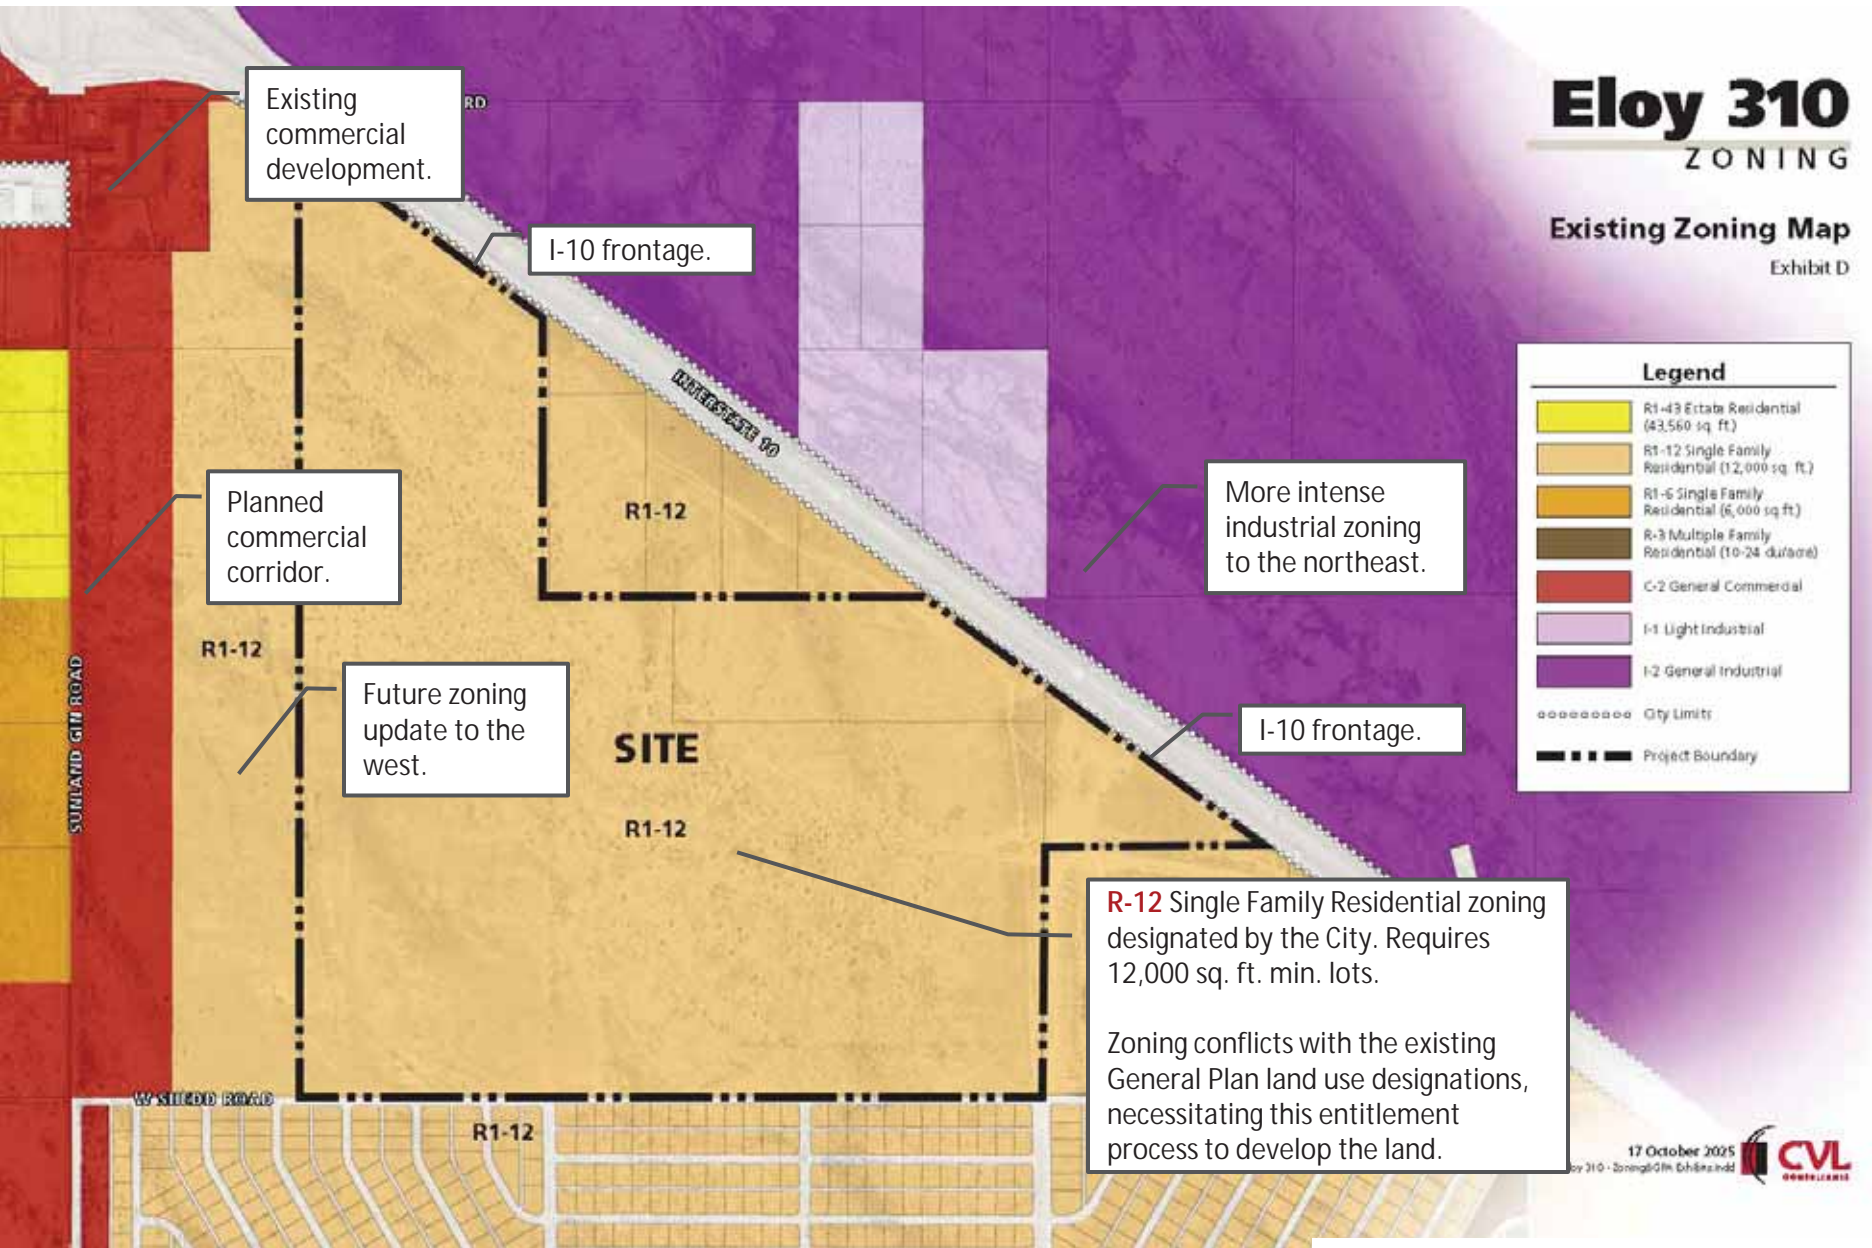 Eloy 310
ZONING
Existing Zoning Map
Exhibit D
Existing
commercial
development.
RD
I-10 frontage.
INTERSTATE 10
R1-12
Planned
commercial
corridor.
More intense
industrial zoning
to the northeast.
R1-12
SUNLAND GIN ROAD
Future zoning
update to the
west.
SITE
R1-12
I-10 frontage.
R-12 Single Family Residential zoning
designated by the City. Requires
12,000 sq. ft. min. lots.
Zoning conflicts with the existing
General Plan land use designations,
necessitating this entitlement
process to develop the land.
W SHEDD ROAD
R1-12
Legend
R1-43 Estate Residential
(43,560 sq. ft.)
R1-12 Single Family
Residential (12,000 sq. ft.)
R1-6 Single Family
Residential (6,000 sq ft.)
R-3 Multiple Family
Residential (10-24 du/acre)
C-2 General Commercial
I-1 Light Industrial
I-2 General Industrial
City Limits
Project Boundary
17 October 2025
CVL
CONSULTANTS